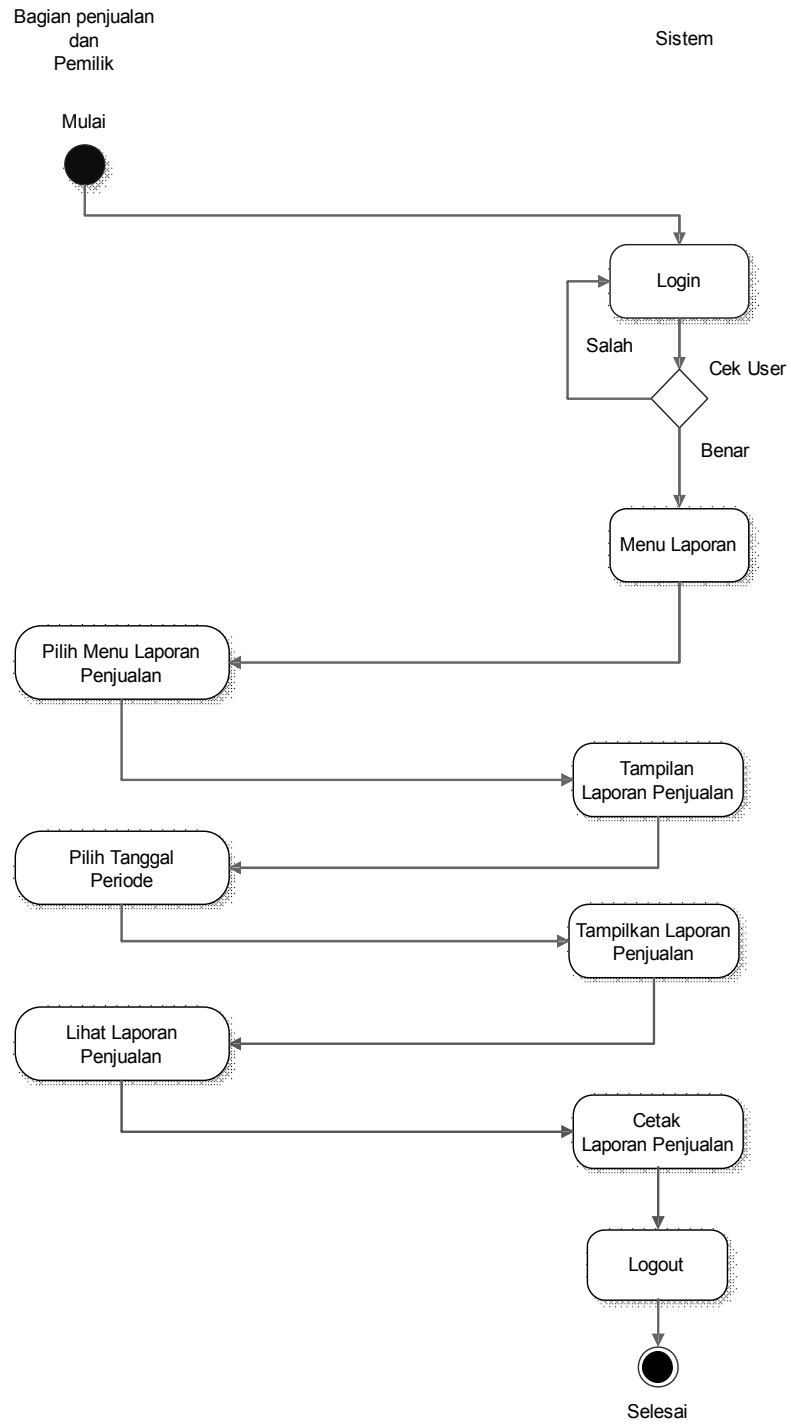 Bagian penjualan
dan
Pemilik
Sistem
Mulai
Login
Salah
Cek User
Benar
Menu Laporan
Pilih Menu Laporan
Penjualan
Tampilan
Laporan Penjualan
Pilih Tanggal
Periode
Tampilkan Laporan
Penjualan
Lihat Laporan
Penjualan
Cetak
Laporan Penjualan
Logout
Selesai